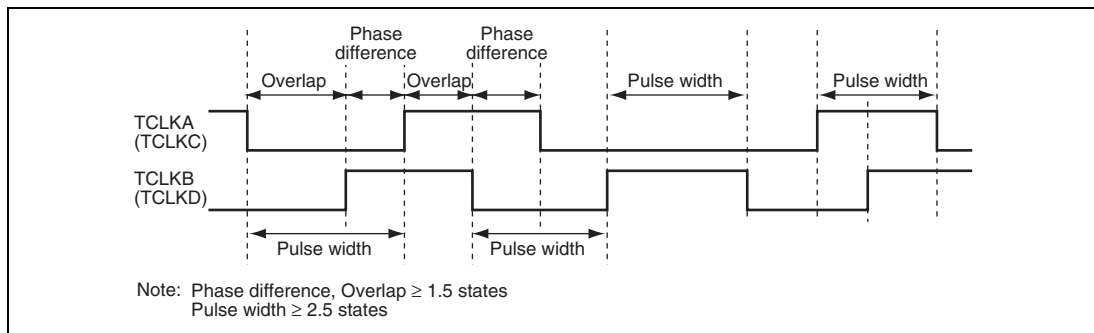 Phase
difference
Phase
difference
Overlap
Overlap
Pulse width
Pulse width
TCLKA
(TCLKC)
TCLKB
(TCLKD)
Pulse width
Pulse width
Note: Phase difference, Overlap ≥ 1.5 states
Pulse width ≥ 2.5 states